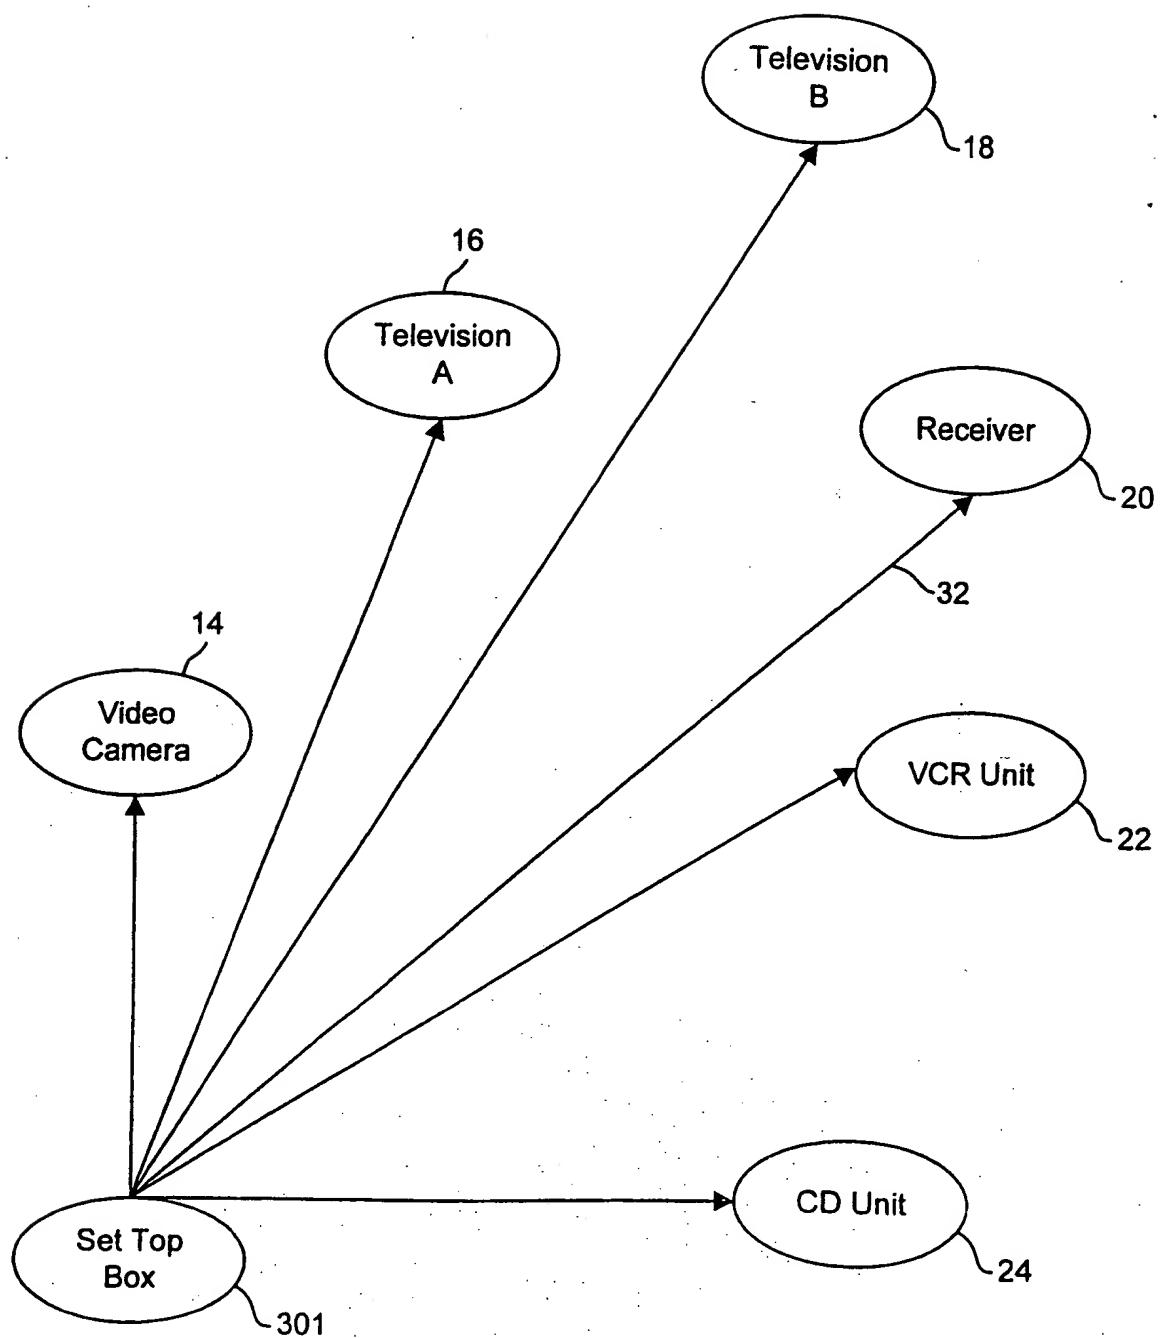 Television
B
18
16
Television
A
Receiver
20
32
14
Video
Camera
VCR Unit
22
CD Unit
24
Set Top
Box
301